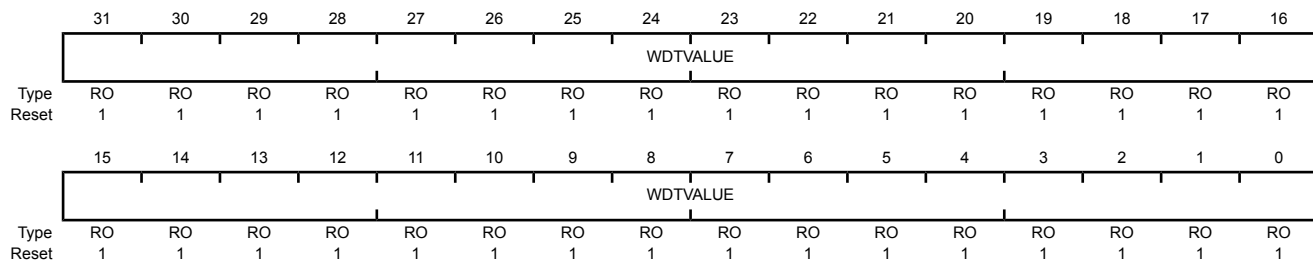 31 30 29 28 27 26 25 24 23 22 21 20 19 18 17 16
WDTVALUE
Type RO RO RO RO RO RO RO RO RO RO RO RO RO RO RO RO
Reset 1 1 1 1 1 1 1 1 1 1 1 1 1 1 1 1
15 14 13 12 11 10 9 8 7 6 5 4 3 2 1 0
WDTVALUE
Type RO RO RO RO RO RO RO RO RO RO RO RO RO RO RO RO
Reset 1 1 1 1 1 1 1 1 1 1 1 1 1 1 1 1